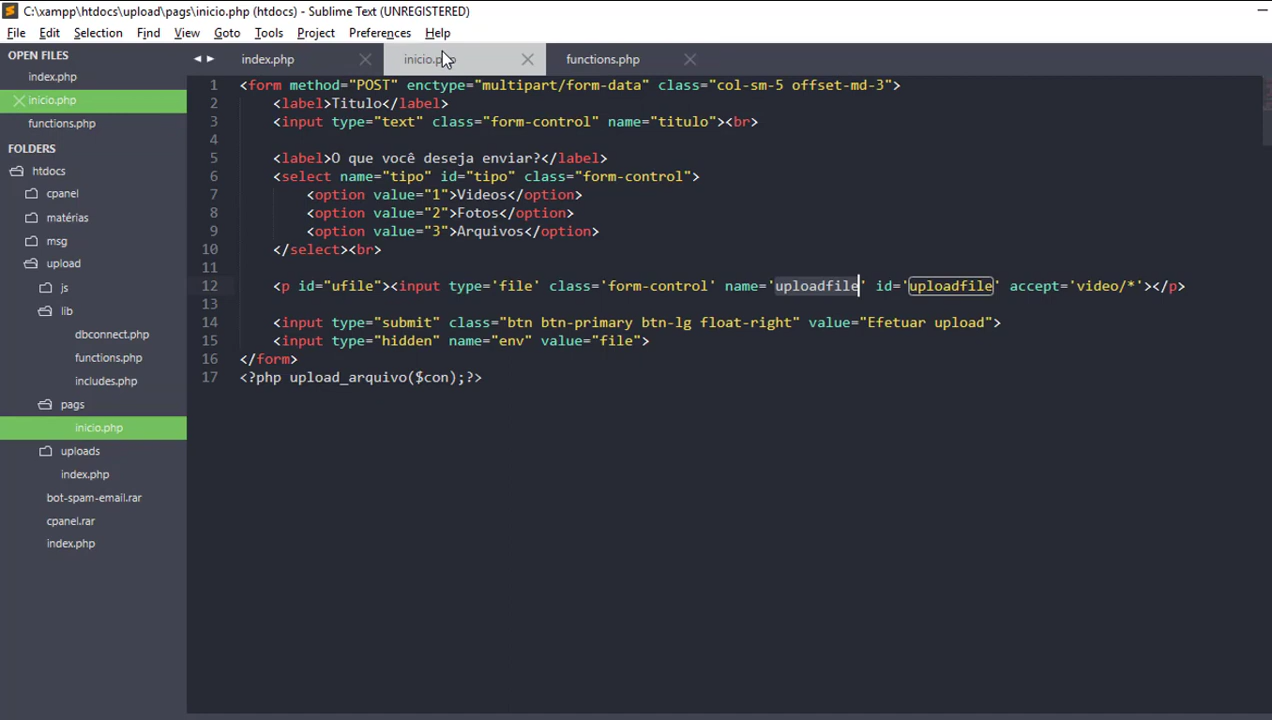 C:\xampp\htdocs\upload\pags\inicio.php (htdocs) - Sublime Text (UNREGISTERED)
File Edit Selection Find View Goto Tools Project Preferences Help
OPEN FILES
index.php
inicio.php
functions.php
FOLDERS
htdocs
cpanel
matérias
msg
upload
js
lib
dbconnect.php
functions.php
includes.php
pags
inicio.php
uploads
index.php
bot-spam-email.rar
cpanel.rar
index.php
index.php inicio.php functions.php
1 <form method="POST" enctype="multipart/form-data" class="col-sm-5 offset-md-3">
2 <label>Titulo</label>
3 <input type="text" class="form-control" name="titulo"><br>
4
5 <label>O que você deseja enviar?</label>
6 <select name="tipo" id="tipo" class="form-control">
7 <option value="1">Videos</option>
8 <option value="2">Fotos</option>
9 <option value="3">Arquivos</option>
10 </select><br>
11
12 <p id="ufile"><input type='file' class='form-control' name='uploadfile' id='uploadfile' accept='video/*'></p>
13
14 <input type="submit" class="btn btn-primary btn-lg float-right" value="Efetuar upload">
15 <input type="hidden" name="env" value="file">
16 </form>
17 <?php upload_arquivo($con);?>